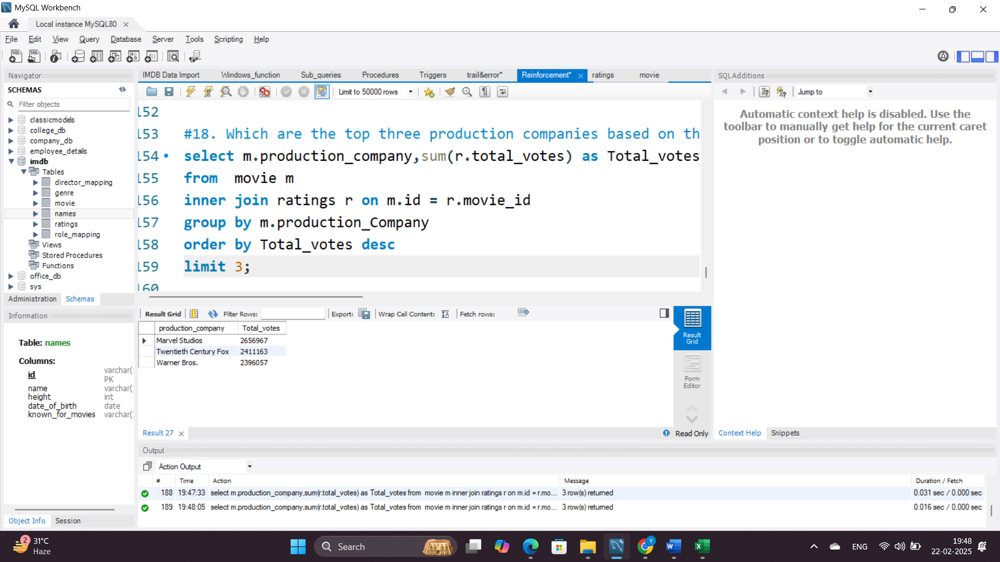 MySQL Workbench
Local instance MySQL80
File Edit View Query Database Server Tools Scripting Help
Navigator
SCHEMAS
Filter objects
classicmodels
college_db
company_db
employee_details
imdb
Tables
director_mapping
genre
movie
names
ratings
role_mapping
Views
Stored Procedures
Functions
office_db
sys
Administration Schemas
Information
Table: names
Columns:
id varchar(
PK
name varchar(
height int
date_of_birth date
known_for_movies varchar(
Object Info Session
IMDB Data Import Windows_function Sub_queries Procedures Triggers trail&error* Reinforcement* ratings movie
Limit to 50000 rows
152
153 #18. Which are the top three production companies based on th
154 select m.production_company,sum(r.total_votes) as Total_votes
155 from  movie m
156 inner join ratings r on m.id = r.movie_id
157 group by m.production_Company
158 order by Total_votes desc
159 limit 3;
160
Result Grid Filter Rows: Export: Wrap Cell Content: Fetch rows:
production_company Total_votes
Marvel Studios 2656967
Twentieth Century Fox 2411163
Warner Bros. 2396057
Result Grid
Form Editor
Result 27
Read Only
SQLAdditions
Jump to
Automatic context help is disabled. Use the
toolbar to manually get help for the current caret
position or to toggle automatic help.
Context Help Snippets
Output
Action Output
# Time Action Message Duration / Fetch
188 19:47:33 select m.production_company,sum(r.total_votes) as Total_votes from  movie m inner join ratings r on m.id = r.mo... 3 row(s) returned 0.031 sec / 0.000 sec
189 19:48:05 select m.production_company,sum(r.total_votes) as Total_votes from  movie m inner join ratings r on m.id = r.mo... 3 row(s) returned 0.016 sec / 0.000 sec
2
31°C
Haze
Search
Y
ENG
19:48
22-02-2025